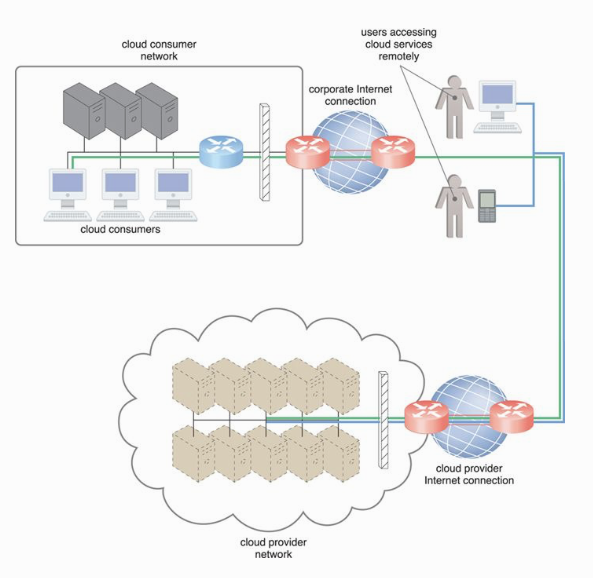 cloud consumer
network
users accessing
cloud services
remotely
corporate Internet
connection
cloud consumers
cloud provider
Internet connection
cloud provider
network